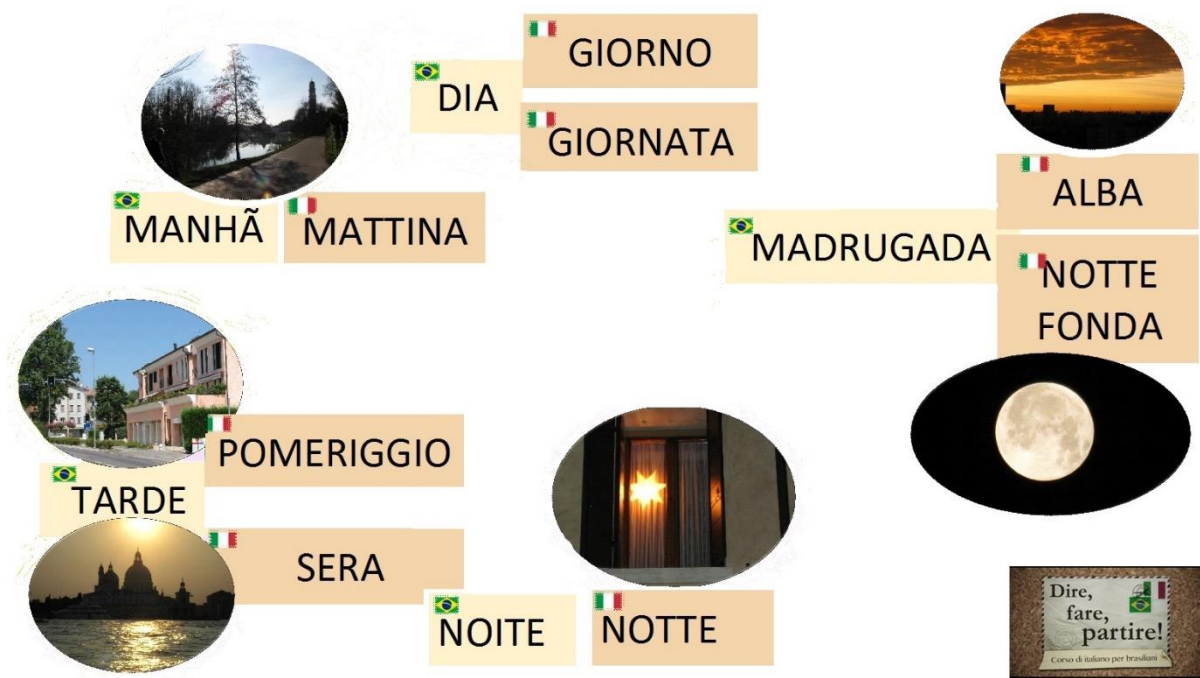 DIA
GIORNO
GIORNATA
MANHÃ
MATTINA
MADRUGADA
ALBA
NOTTE
FONDA
TARDE
POMERIGGIO
SERA
NOITE
NOTTE
Dire,
fare,
partire!
Corso di italiano per brasiliani